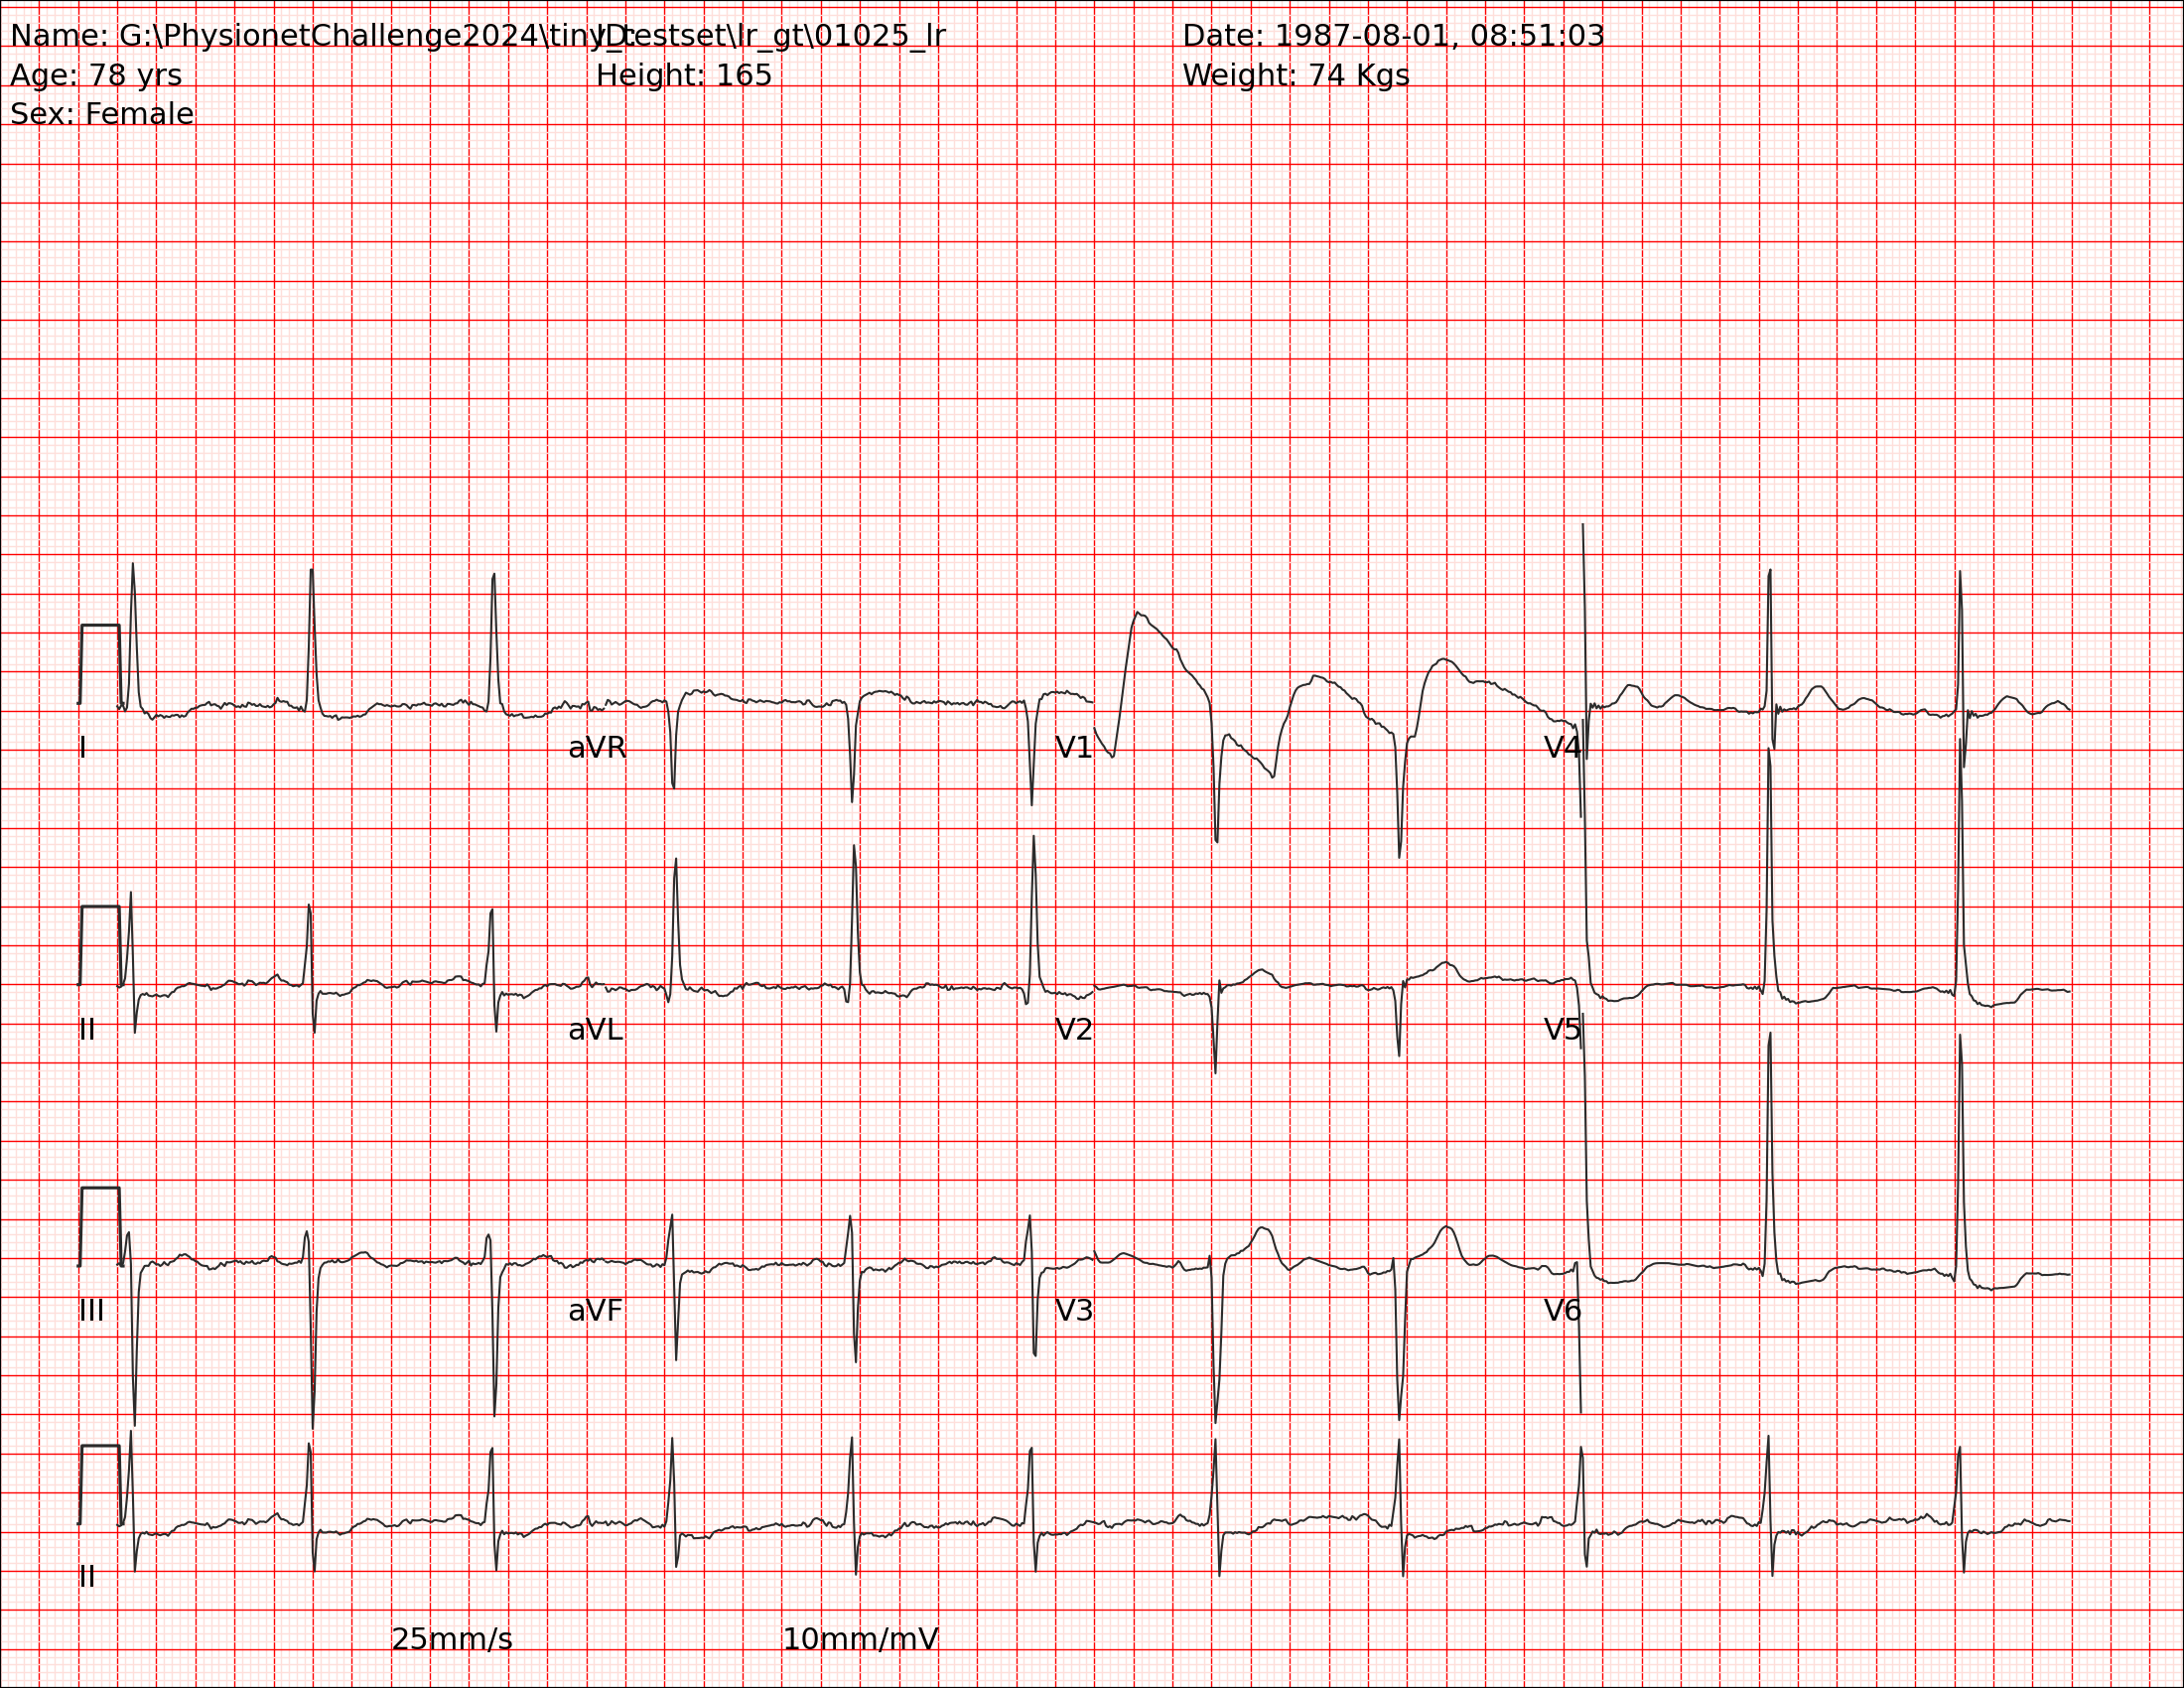 Name: G:\PhysionetChallenge2024\tiny_testset\lr_gt\01025_lr ID: Date: 1987-08-01, 08:51:03
Age: 78 yrs Height: 165 Weight: 74 Kgs
Sex: Female
I aVR V1 V4
II aVL V2 V5
III aVF V3 V6
II
25mm/s 10mm/mV